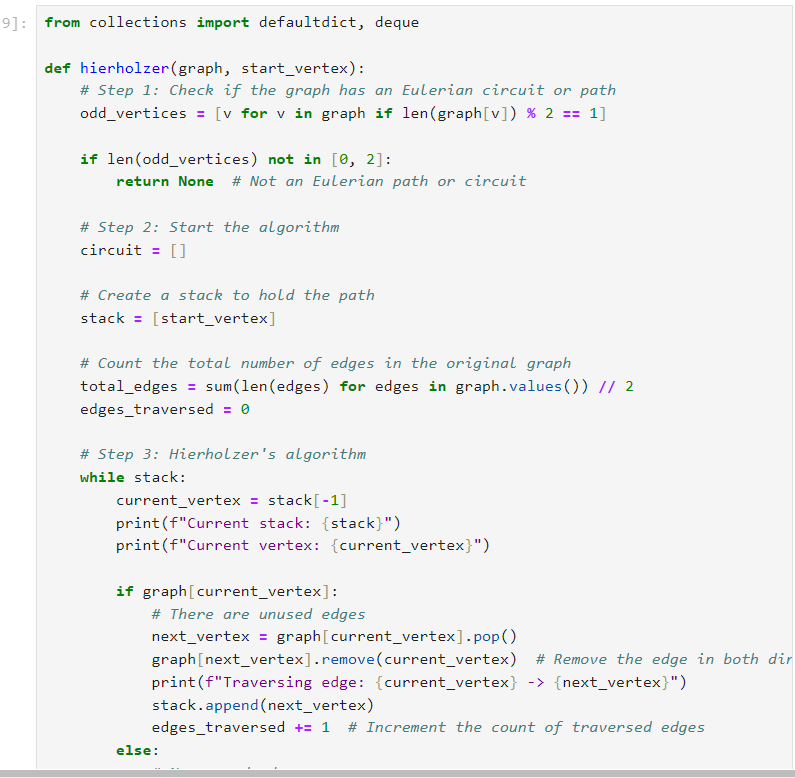 9]:
from collections import defaultdict, deque
def hierholzer(graph, start_vertex):
    # Step 1: Check if the graph has an Eulerian circuit or path
    odd_vertices = [v for v in graph if len(graph[v]) % 2 == 1]
    if len(odd_vertices) not in [0, 2]:
        return None  # Not an Eulerian path or circuit
    # Step 2: Start the algorithm
    circuit = []
    # Create a stack to hold the path
    stack = [start_vertex]
    # Count the total number of edges in the original graph
    total_edges = sum(len(edges) for edges in graph.values()) // 2
    edges_traversed = 0
    # Step 3: Hierholzer's algorithm
    while stack:
        current_vertex = stack[-1]
        print(f"Current stack: {stack}")
        print(f"Current vertex: {current_vertex}")
        if graph[current_vertex]:
            # There are unused edges
            next_vertex = graph[current_vertex].pop()
            graph[next_vertex].remove(current_vertex)  # Remove the edge in both dir
            print(f"Traversing edge: {current_vertex} -> {next_vertex}")
            stack.append(next_vertex)
            edges_traversed += 1  # Increment the count of traversed edges
        else: